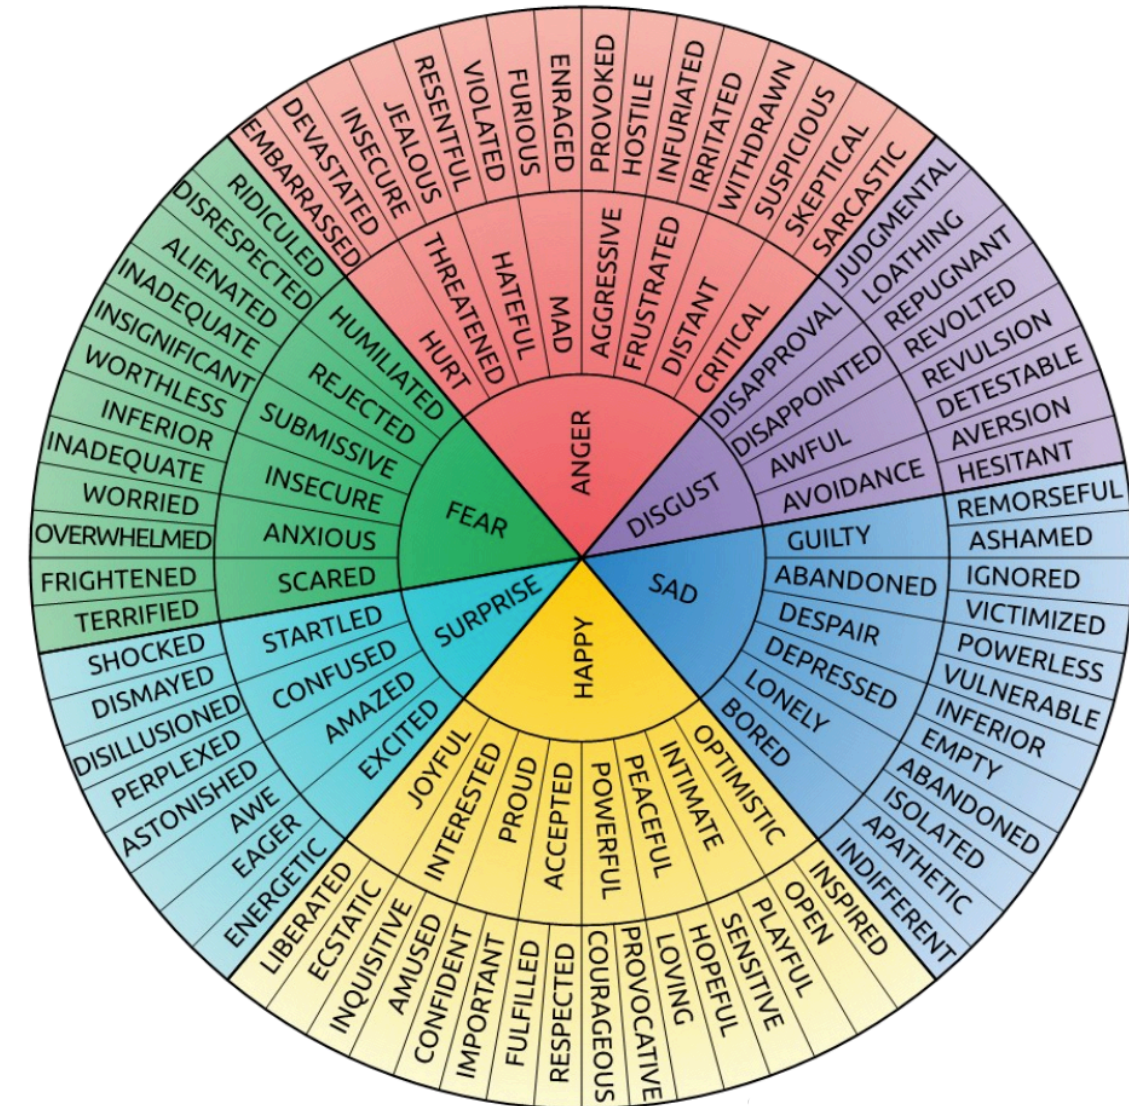 ANGER
HURT
EMBARRASSED
DEVASTATED
THREATENED
INSECURE
JEALOUS
HATEFUL
RESENTFUL
VIOLATED
MAD
FURIOUS
ENRAGED
AGGRESSIVE
PROVOKED
HOSTILE
FRUSTRATED
INFURIATED
IRRITATED
DISTANT
WITHDRAWN
SUSPICIOUS
CRITICAL
SKEPTICAL
SARCASTIC
DISGUST
DISAPPROVAL
JUDGMENTAL
LOATHING
DISAPPOINTED
REPUGNANT
REVOLTED
AWFUL
REVULSION
DETESTABLE
AVOIDANCE
AVERSION
HESITANT
SAD
GUILTY
REMORSEFUL
ASHAMED
ABANDONED
IGNORED
VICTIMIZED
DESPAIR
POWERLESS
VULNERABLE
DEPRESSED
INFERIOR
EMPTY
LONELY
ABANDONED
ISOLATED
BORED
APATHETIC
INDIFFERENT
HAPPY
OPTIMISTIC
INSPIRED
OPEN
INTIMATE
PLAYFUL
SENSITIVE
PEACEFUL
HOPEFUL
LOVING
POWERFUL
PROVOCATIVE
COURAGEOUS
ACCEPTED
RESPECTED
FULFILLED
PROUD
IMPORTANT
CONFIDENT
INTERESTED
AMUSED
INQUISITIVE
JOYFUL
ECSTATIC
LIBERATED
SURPRISE
EXCITED
ENERGETIC
EAGER
AMAZED
AWE
ASTONISHED
CONFUSED
PERPLEXED
DISILLUSIONED
STARTLED
DISMAYED
SHOCKED
FEAR
SCARED
TERRIFIED
FRIGHTENED
ANXIOUS
OVERWHELMED
WORRIED
INSECURE
INADEQUATE
INFERIOR
SUBMISSIVE
WORTHLESS
INSIGNIFICANT
REJECTED
INADEQUATE
ALIENATED
HUMILIATED
DISRESPECTED
RIDICULED